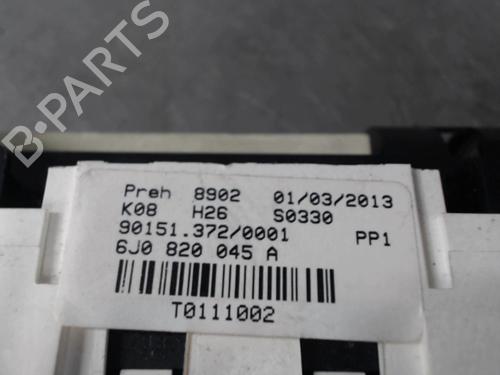 B-PARTS
Preh 8902 01/03/2013
K08 H26 S0330
90151.372/0001 PP1
6J0 820 045 A
T0111002